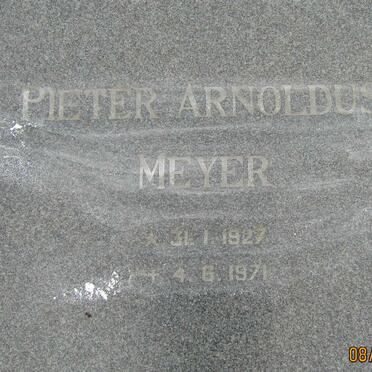 PIETER ARNOLDUS
MEYER
* 31.1.1927
+ 4.6.1971
08/